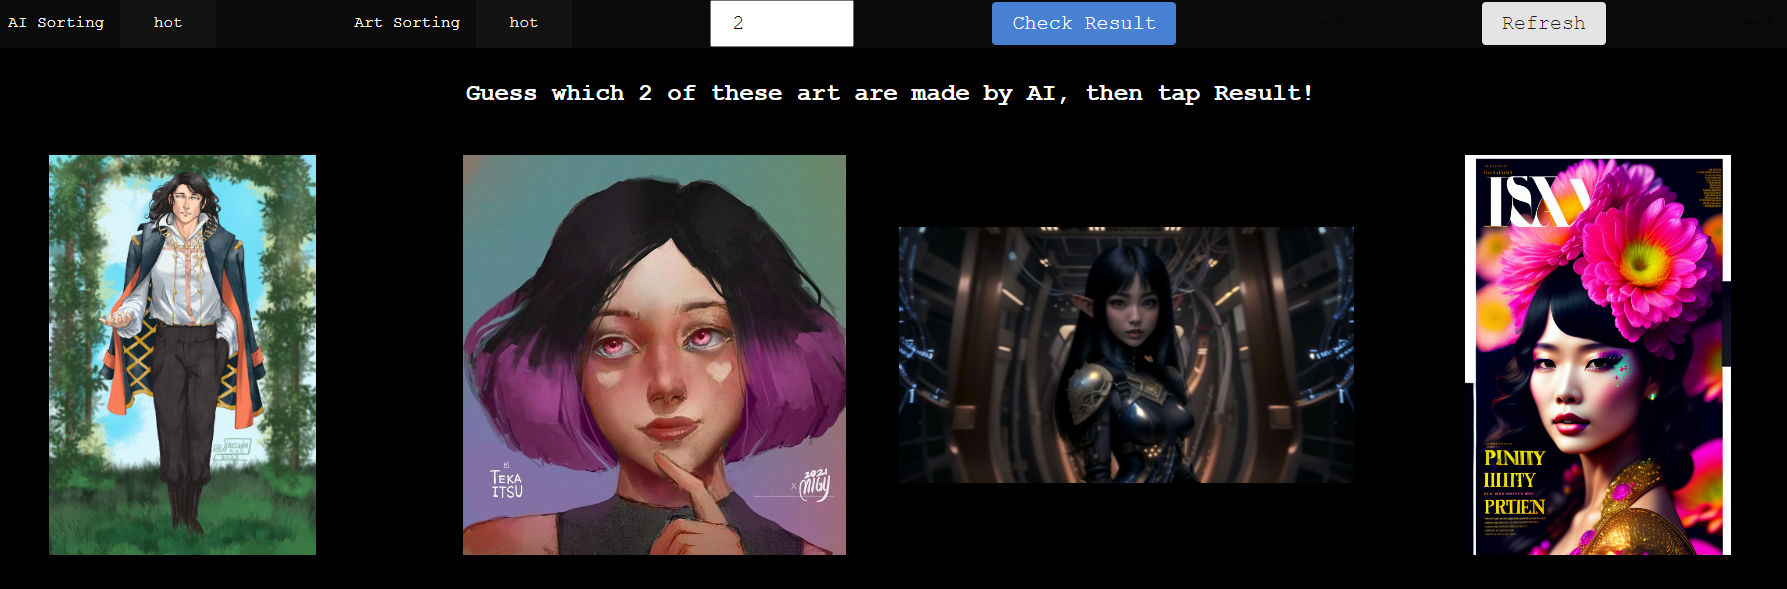 AI Sorting hot Art Sorting hot 2 Check Result --> Refresh -->
Guess which 2 of these art are made by AI, then tap Result!
TEKA
ITSU
2021
X MIGY
PINITY
IIIIITY
PRTIEN